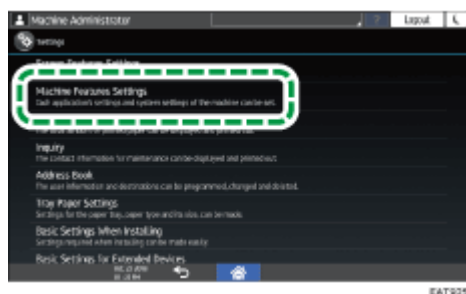 Machine Administrator
? Logout
Settings
Screen Features Settings
Machine Features Settings
Each application's settings and system settings of the machine can be set.
Inquiry
The contact information for maintenance can be displayed and printed out.
Address Book
The user information and destinations can be programmed, changed and deleted.
Tray Paper Settings
Settings for the paper tray, paper type and its size, can be made.
Basic Settings When Installing
Settings required when installing can be made easily.
Basic Settings for Extended Devices